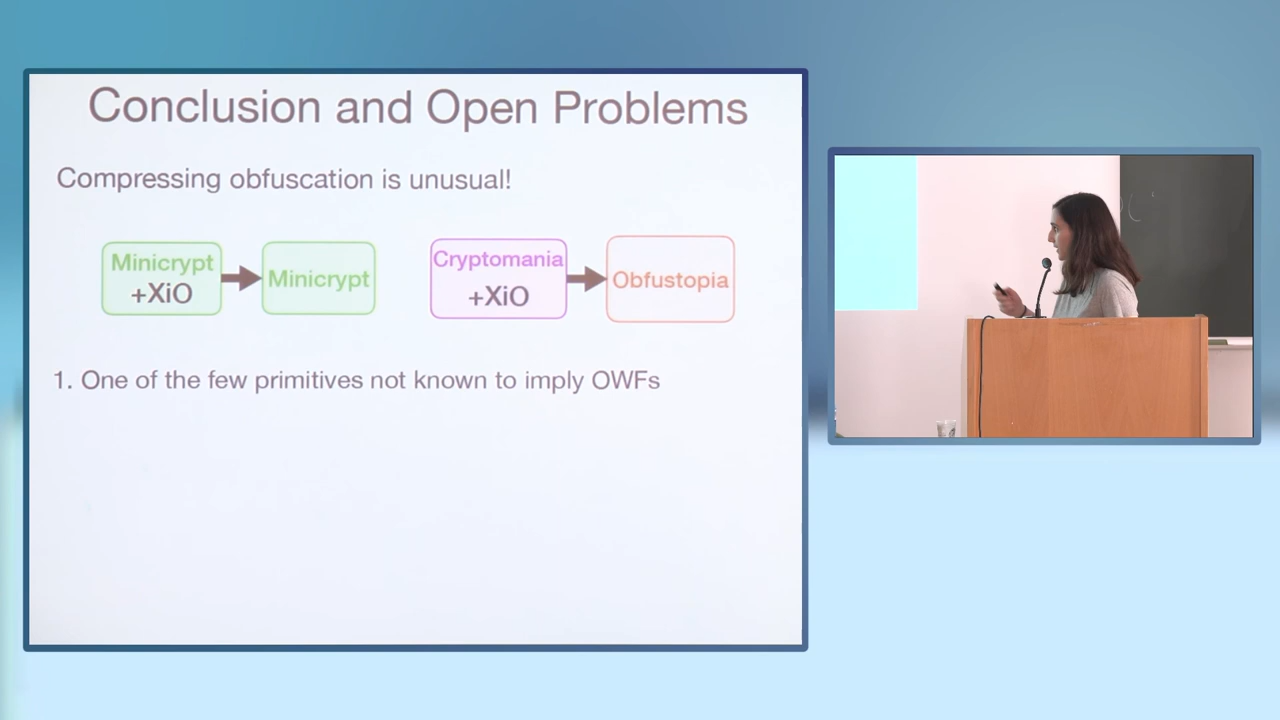 Conclusion and Open Problems
Compressing obfuscation is unusual!
Minicrypt
+XiO
Minicrypt
Cryptomania
+XiO
Obfustopia
1. One of the few primitives not known to imply OWFs